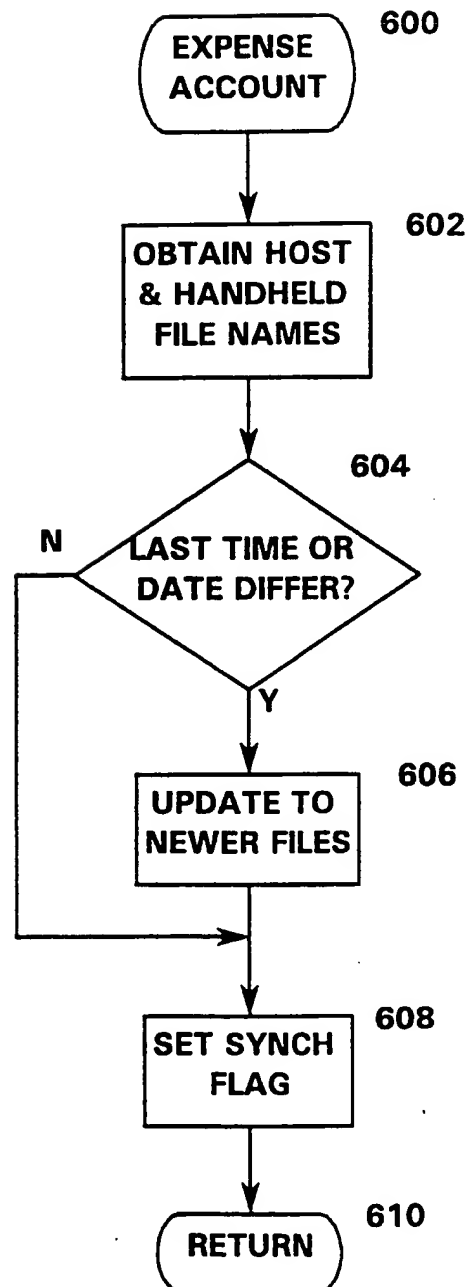 600
EXPENSE
ACCOUNT
602
OBTAIN HOST
& HANDHELD
FILE NAMES
604
N
LAST TIME OR
DATE DIFFER?
Y
606
UPDATE TO
NEWER FILES
608
SET SYNCH
FLAG
610
RETURN